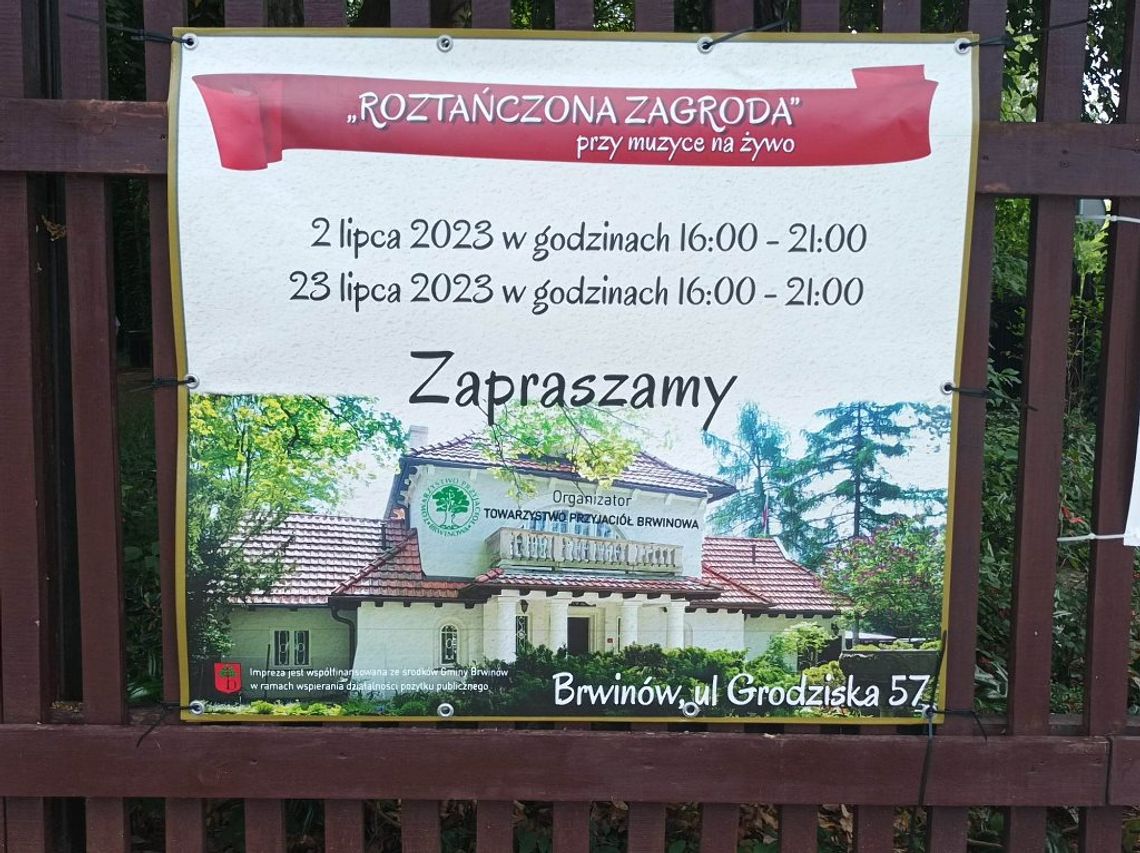 „ROZTAŃCZONA ZAGRODA”
przy muzyce na żywo
2 lipca 2023 w godzinach 16:00 - 21:00
23 lipca 2023 w godzinach 16:00 - 21:00
Zapraszamy
Organizator
TOWARZYSTWO PRZYJACIÓŁ BRWINOWA
Impreza jest współfinansowana ze środków Gminy Brwinów
w ramach wspierania działalności pożytku publicznego
Brwinów, ul Grodziska 57